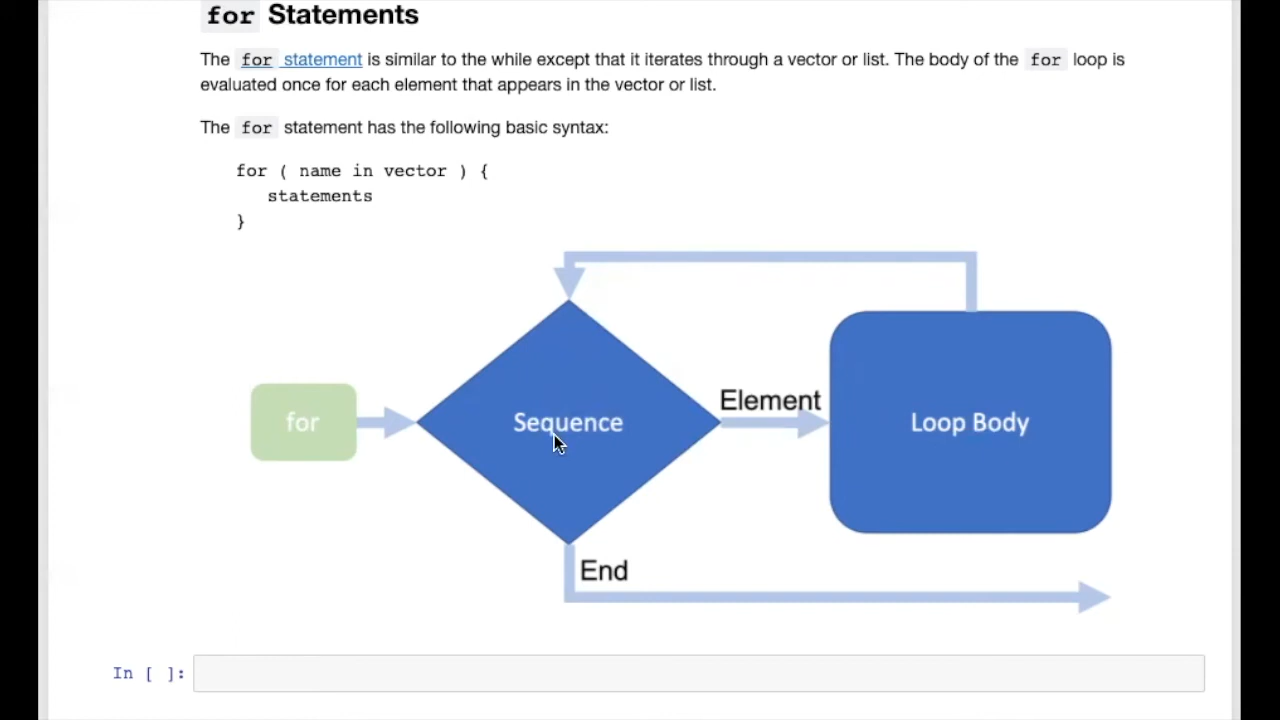 for Statements
The for statement is similar to the while except that it iterates through a vector or list. The body of the for loop is
evaluated once for each element that appears in the vector or list.
The for statement has the following basic syntax:
for ( name in vector ) {
statements
}
for
Sequence
Element
Loop Body
End
In [ ]: